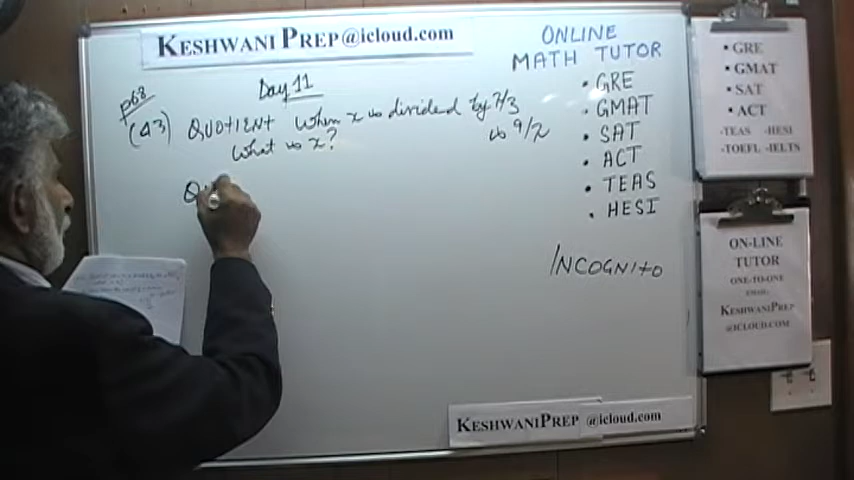 KESHWANI PREP@icloud.com
Day 11
p68
(43) QUOTIENT When x is divided by 7/3
is 9/2
What is x?
Qu
ONLINE
MATH TUTOR
• GRE
• GMAT
• SAT
• ACT
• TEAS
• HESI
INCOGNITO
KESHWANIPREP @icloud.com
• GRE
• GMAT
• SAT
• ACT
-TEAS -HESI
-TOEFL -IELTS
ON-LINE
TUTOR
ONE-TO-ONE
EMAIL:
KESHWANIPREP
@ICLOUD.COM